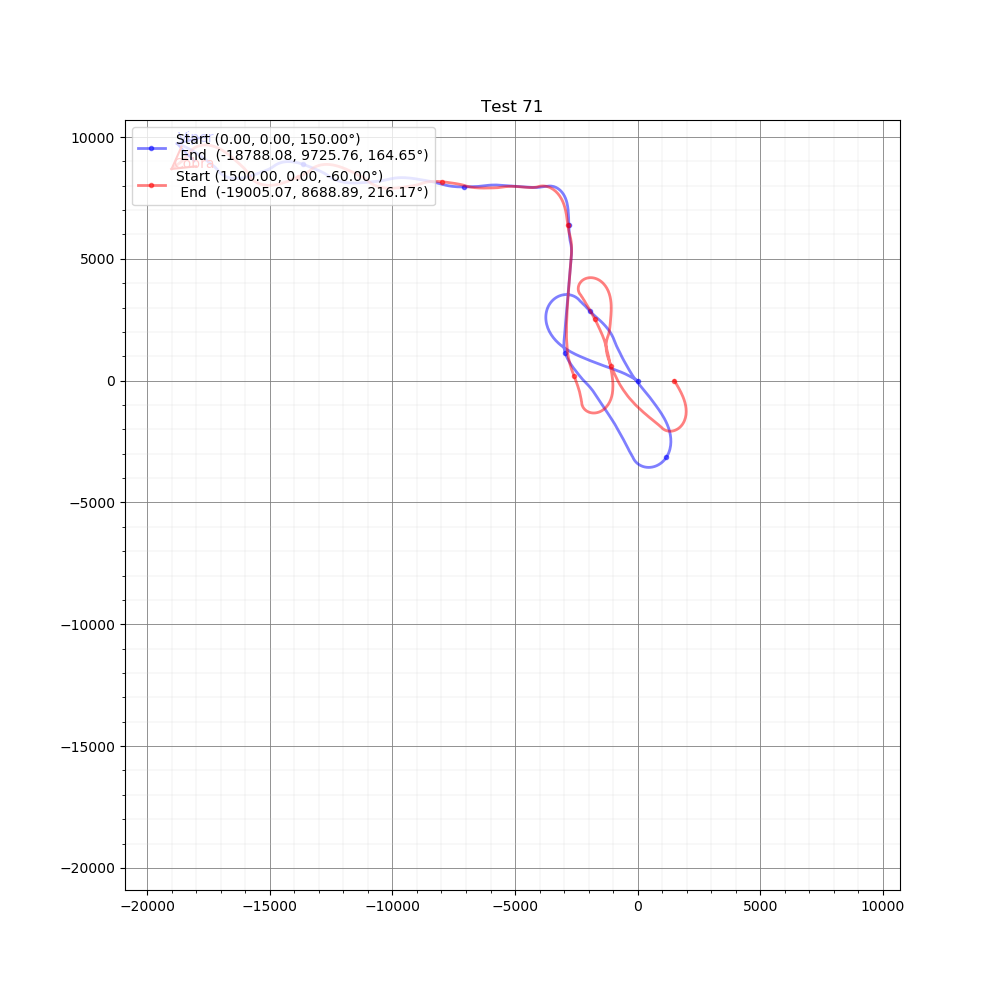 Test 71
Start (0.00, 0.00, 150.00°)
End (-18788.08, 9725.76, 164.65°)
Start (1500.00, 0.00, -60.00°)
End (-19005.07, 8688.89, 216.17°)
10000
5000
0
−5000
−10000
−15000
−20000
−20000 −15000 −10000 −5000 0 5000 10000